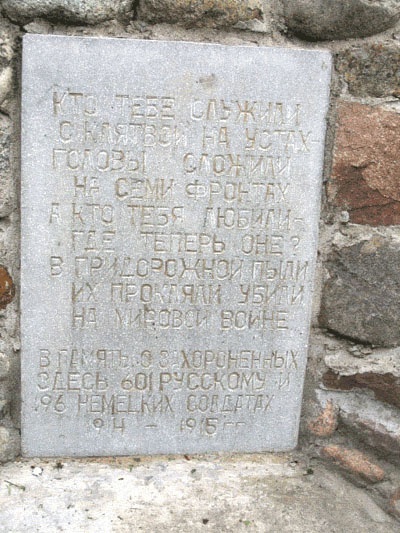 КТО ТЕБЕ СЛУЖИЛИ
С КЛЯТВОЙ НА УСТАХ-
ГОЛОВЫ СЛОЖИЛИ
НА СЕМИ ФРОНТАХ
А КТО ТЕБЯ ЛЮБИЛИ-
ГДЕ ТЕПЕРЬ ОНЕ?
В ПРИДОРОЖНОЙ ПЫЛИ
ИХ ПРОКЛЯЛИ УБИЛИ
НА МИРОВОЙ ВОЙНЕ
В ПАМЯТЬ О ЗАХОРОНЕННЫХ
ЗДЕСЬ 601 РУССКОМУ И
196 НЕМЕЦКИХ СОЛДАТАХ
1914 - 1915 ГГ